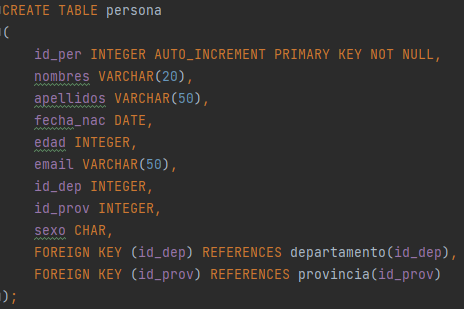 CREATE TABLE persona
(
id_per INTEGER AUTO_INCREMENT PRIMARY KEY NOT NULL,
nombres VARCHAR(20),
apellidos VARCHAR(50),
fecha_nac DATE,
edad INTEGER,
email VARCHAR(50),
id_dep INTEGER,
id_prov INTEGER,
sexo CHAR,
FOREIGN KEY (id_dep) REFERENCES departamento(id_dep),
FOREIGN KEY (id_prov) REFERENCES provincia(id_prov)
);